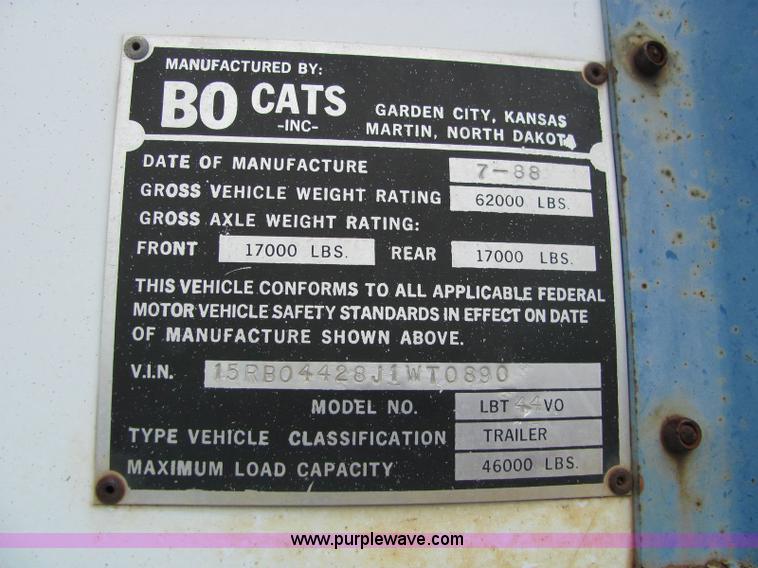 MANUFACTURED BY:
BO CATS
-INC-
GARDEN CITY, KANSAS
MARTIN, NORTH DAKOTA
DATE OF MANUFACTURE 7-88
GROSS VEHICLE WEIGHT RATING 62000 LBS.
GROSS AXLE WEIGHT RATING:
FRONT 17000 LBS. REAR 17000 LBS.
THIS VEHICLE CONFORMS TO ALL APPLICABLE FEDERAL
MOTOR VEHICLE SAFETY STANDARDS IN EFFECT ON DATE
OF MANUFACTURE SHOWN ABOVE.
V.I.N. 15RB04428J1WT0890
MODEL NO. LBT 44 VO
TYPE VEHICLE CLASSIFICATION TRAILER
MAXIMUM LOAD CAPACITY 46000 LBS.
www.purplewave.com